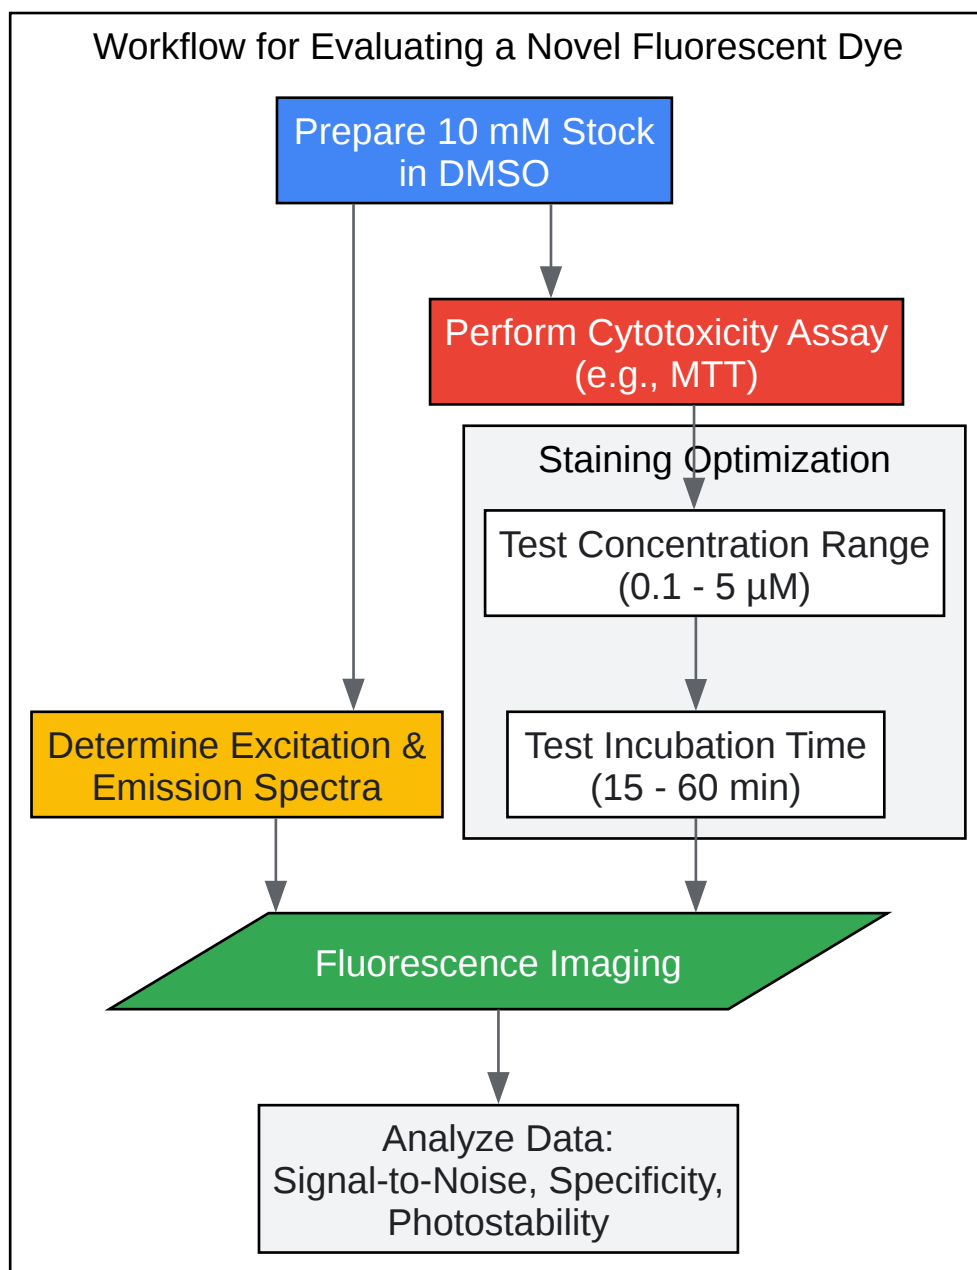 Workflow for Evaluating a Novel Fluorescent Dye
Prepare 10 mM Stock
in DMSO
Perform Cytotoxicity Assay
(e.g., MTT)
Staining Optimization
Test Concentration Range
(0.1 - 5 µM)
Determine Excitation &
Emission Spectra
Test Incubation Time
(15 - 60 min)
Fluorescence Imaging
Analyze Data:
Signal-to-Noise, Specificity,
Photostability